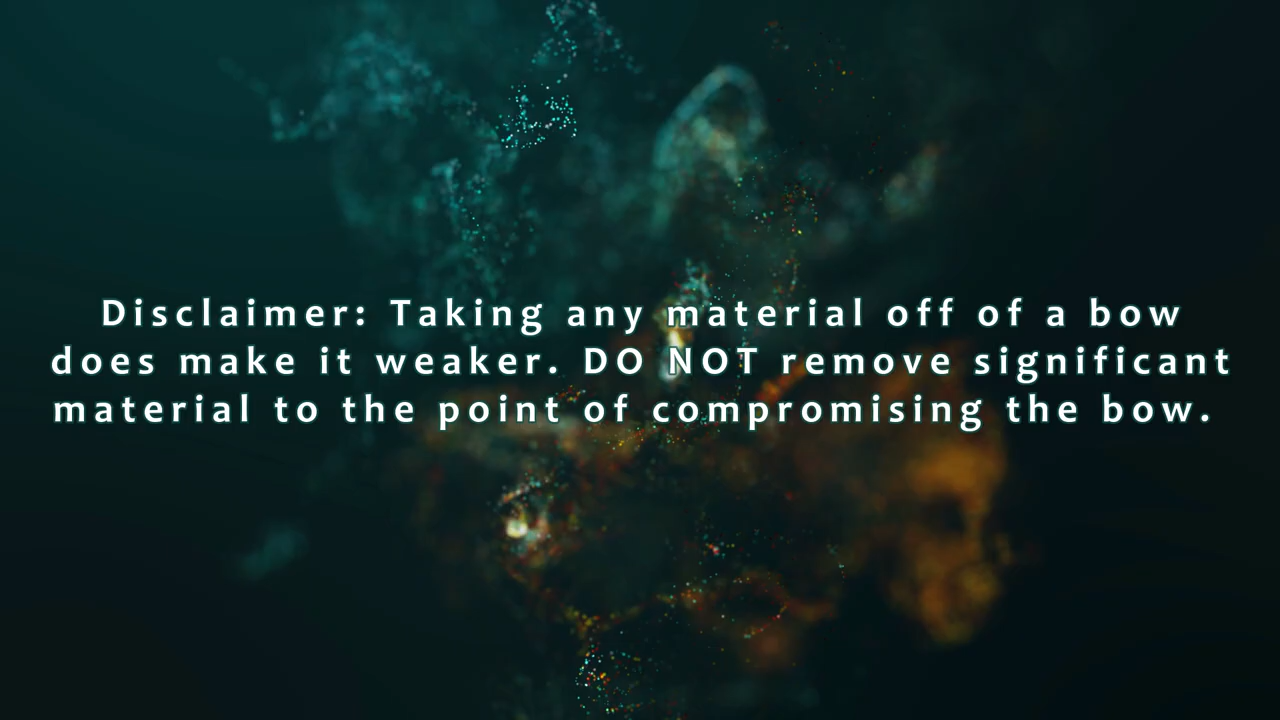 Disclaimer: Taking any material off of a bow
does make it weaker. DO NOT remove significant
material to the point of compromising the bow.